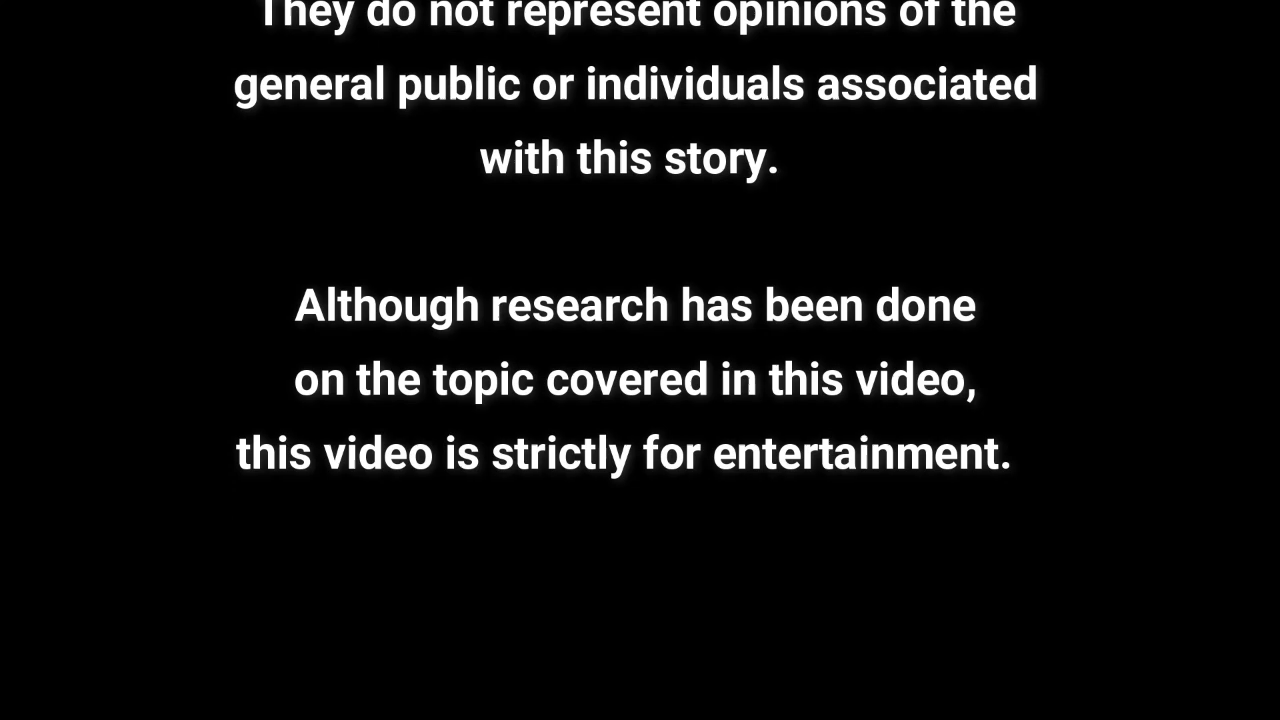 They do not represent opinions of the
general public or individuals associated
with this story.
Although research has been done
on the topic covered in this video,
this video is strictly for entertainment.